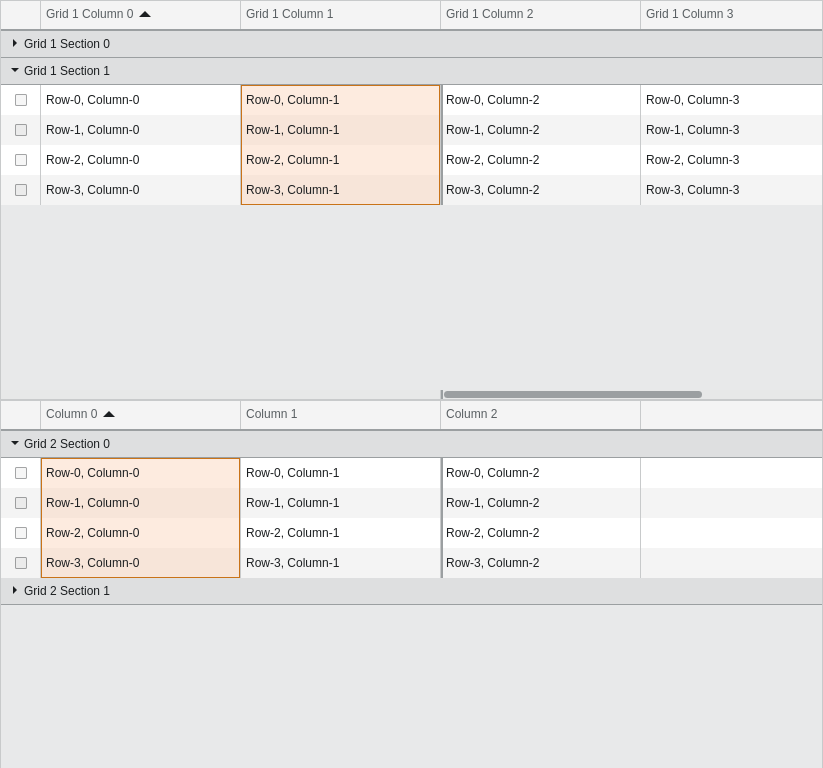 Grid 1 Column 0 Grid 1 Column 1 Grid 1 Column 2 Grid 1 Column 3
Grid 1 Section 0
Grid 1 Section 1
Row-0, Column-0 Row-0, Column-1 Row-0, Column-2 Row-0, Column-3
Row-1, Column-0 Row-1, Column-1 Row-1, Column-2 Row-1, Column-3
Row-2, Column-0 Row-2, Column-1 Row-2, Column-2 Row-2, Column-3
Row-3, Column-0 Row-3, Column-1 Row-3, Column-2 Row-3, Column-3
Column 0 Column 1 Column 2
Grid 2 Section 0
Row-0, Column-0 Row-0, Column-1 Row-0, Column-2
Row-1, Column-0 Row-1, Column-1 Row-1, Column-2
Row-2, Column-0 Row-2, Column-1 Row-2, Column-2
Row-3, Column-0 Row-3, Column-1 Row-3, Column-2
Grid 2 Section 1